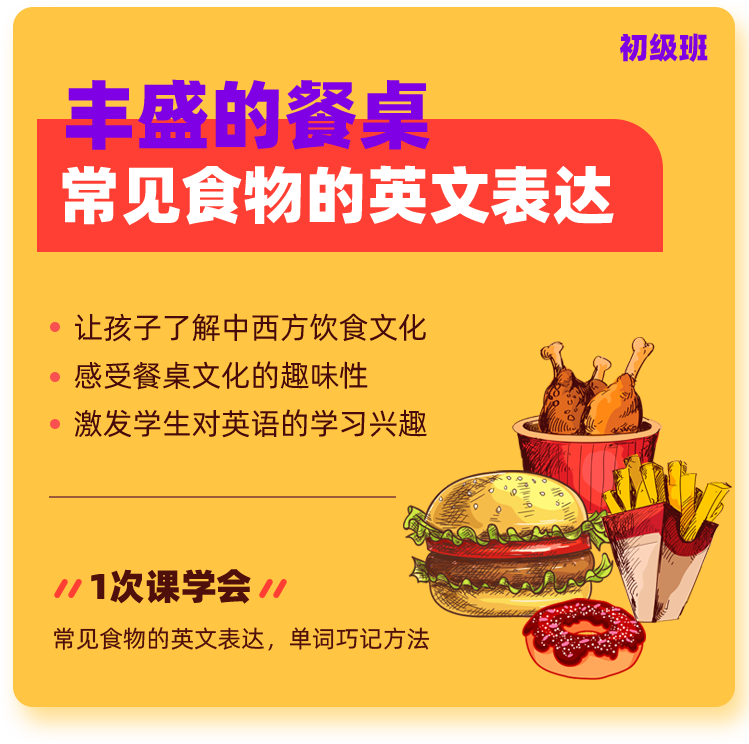 初级班
丰盛的餐桌
常见食物的英文表达
让孩子了解中西方饮食文化
感受餐桌文化的趣味性
激发学生对英语的学习兴趣
1次课学会
常见食物的英文表达，单词巧记方法